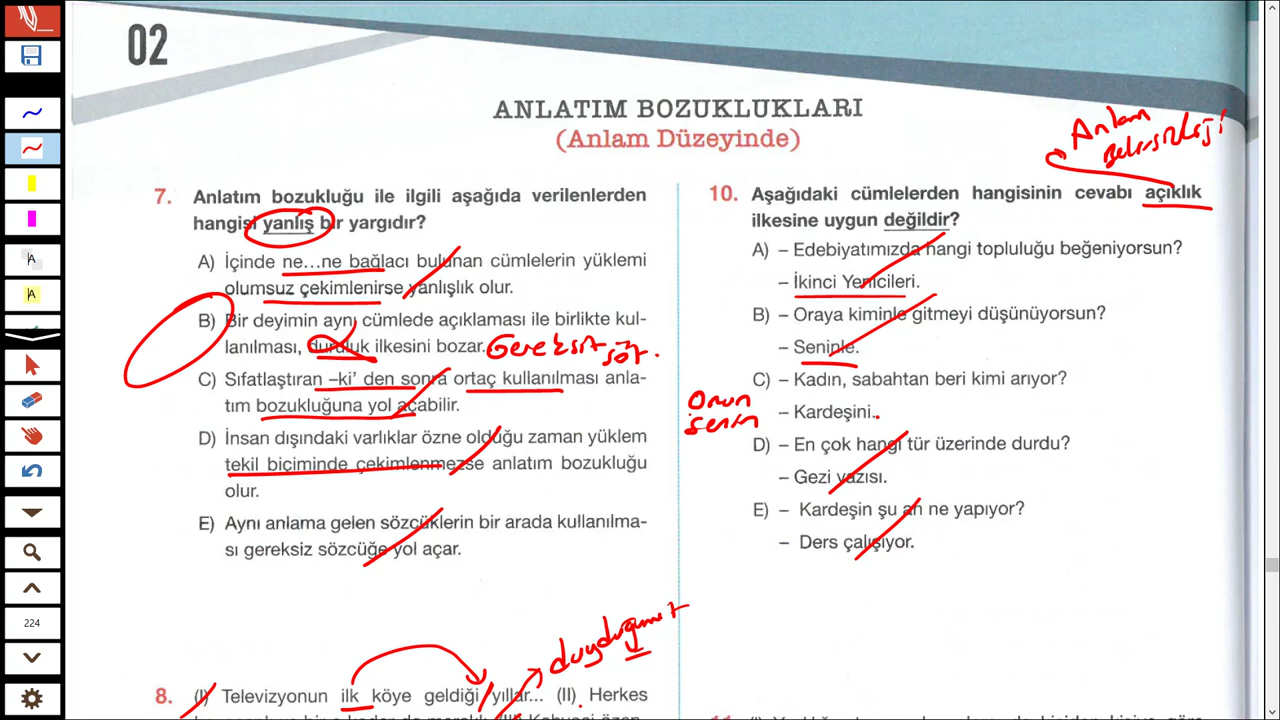 02
ANLATIM BOZUKLUKLARI
(Anlam Düzeyinde)
7. Anlatım bozukluğu ile ilgili aşağıda verilenlerden
hangisi yanlış bir yargıdır?
A) İçinde ne...ne bağlacı bulunan cümlelerin yüklemi
olumsuz çekimlenirse yanlışlık olur.
B) Bir deyimin aynı cümlede açıklaması ile birlikte kul-
lanılması, duruluk ilkesini bozar. Gereksiz söz.
C) Sıfatlaştıran –ki' den sonra ortaç kullanılması anla-
tım bozukluğuna yol açabilir.
D) İnsan dışındaki varlıklar özne olduğu zaman yüklem
tekil biçiminde çekimlenmezse anlatım bozukluğu
olur.
E) Aynı anlama gelen sözcüklerin bir arada kullanılma-
sı gereksiz sözcüğe yol açar.
duyduğumuz
8. (I) Televizyonun ilk köye geldiği yıllar... (II) Herkes
Anlam
Belirsizliği
10. Aşağıdaki cümlelerden hangisinin cevabı açıklık
ilkesine uygun değildir?
A) – Edebiyatımızda hangi topluluğu beğeniyorsun?
– İkinci Yenicileri.
B) – Oraya kiminle gitmeyi düşünüyorsun?
– Seninle.
C) – Kadın, sabahtan beri kimi arıyor?
Onun
senin
– Kardeşini.
D) – En çok hangi tür üzerinde durdu?
– Gezi yazısı.
E) – Kardeşin şu an ne yapıyor?
– Ders çalışıyor.
224